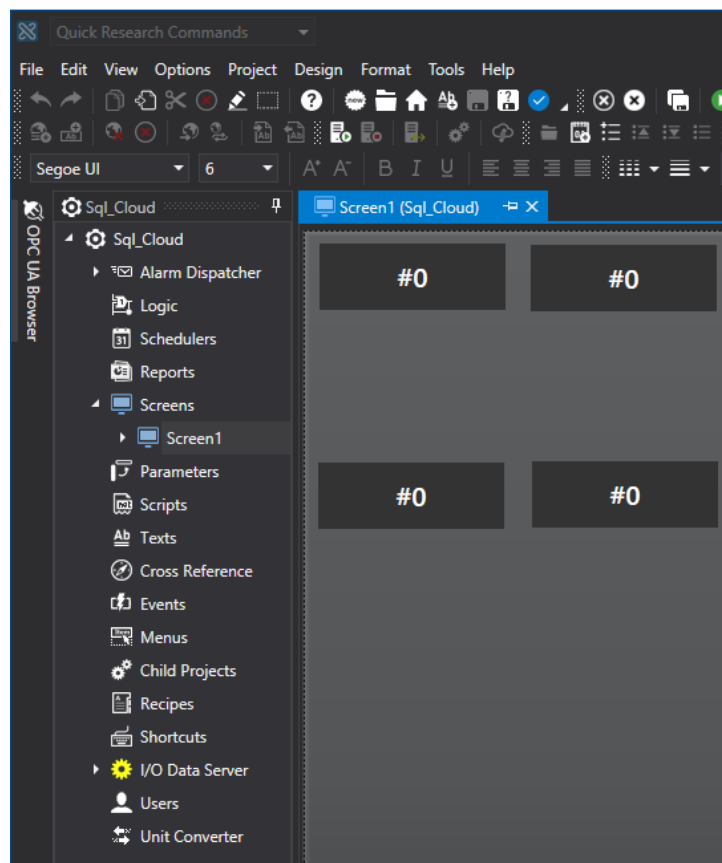 Quick Research Commands
File Edit View Options Project Design Format Tools Help
Segoe UI 6 A A B I U
OPC UA Browser
Sql_Cloud
Screen1 (Sql_Cloud)
Sql_Cloud
Alarm Dispatcher
Logic
Schedulers
Reports
Screens
Screen1
Parameters
Scripts
Texts
Cross Reference
Events
Menus
Child Projects
Recipes
Shortcuts
I/O Data Server
Users
Unit Converter
#0 #0
#0 #0